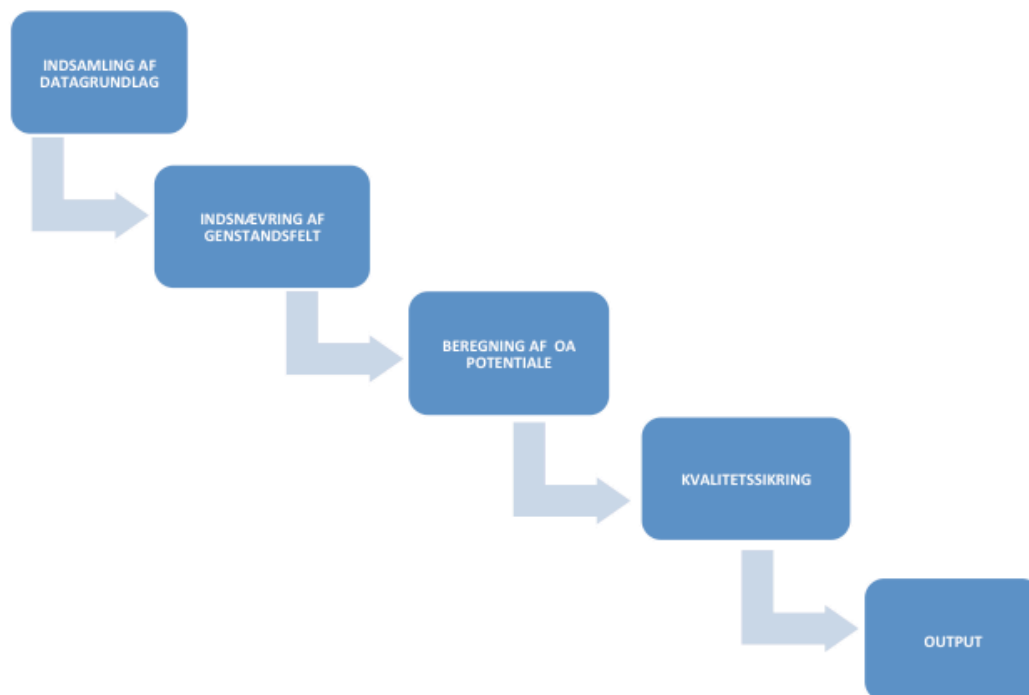 INDSAMLING AF
DATAGRUNDLAG
INDSNÆVRING AF
GENSTANDSFELT
BEREGNING AF OA
POTENTIALE
KVALITETSSIKRING
OUTPUT